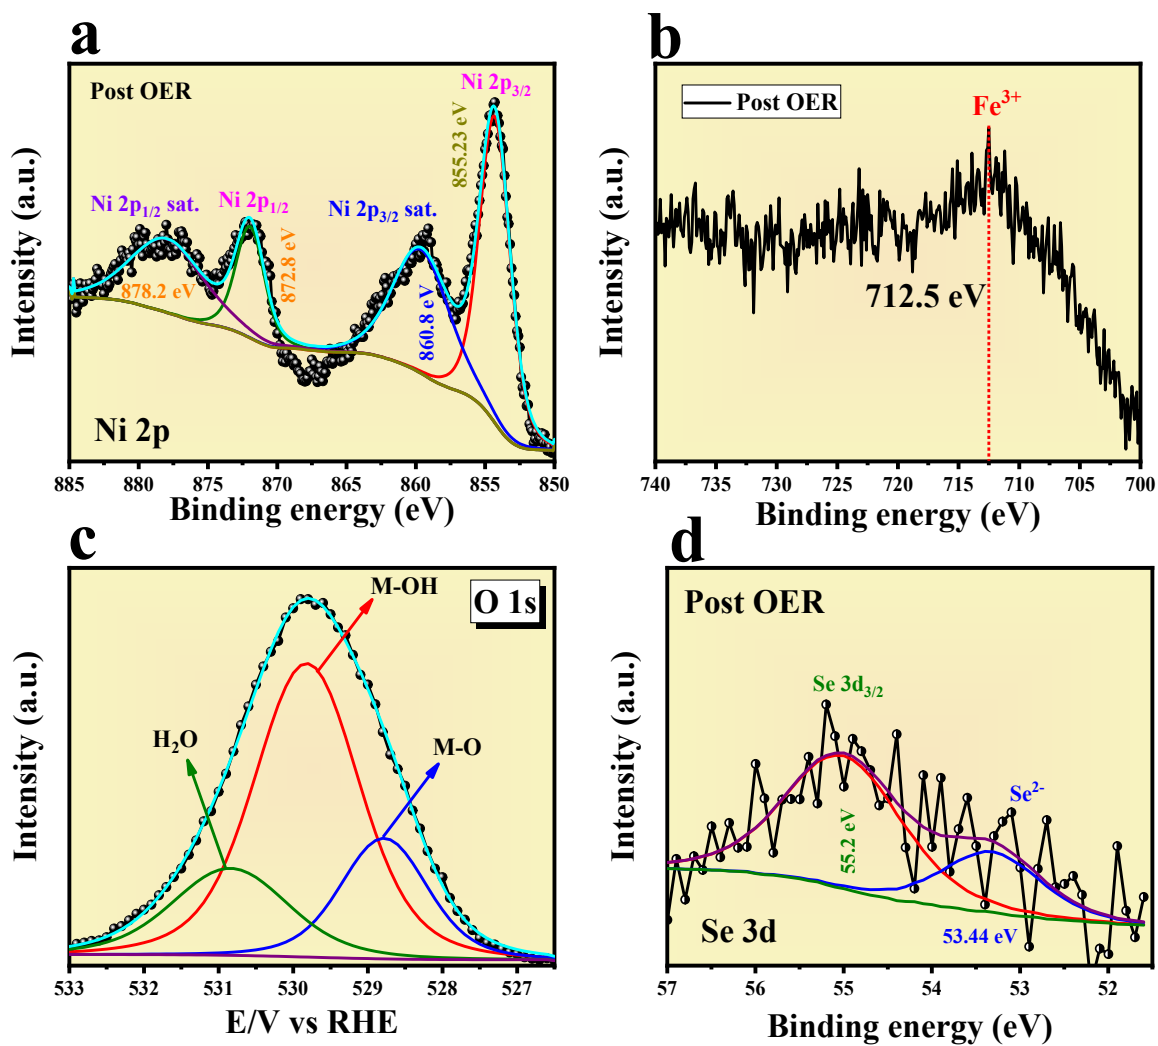 a
Post OER
Ni 2p3/2
855.23 eV
Ni 2p1/2 sat.
Ni 2p1/2
Ni 2p3/2 sat.
878.2 eV
872.8 eV
860.8 eV
Ni 2p
Intensity (a.u.)
885 880 875 870 865 860 855 850
Binding energy (eV)
b
Post OER
Fe3+
712.5 eV
Intensity (a.u.)
740 735 730 725 720 715 710 705 700
Binding energy (eV)
c
M-OH
O 1s
H2O
M-O
Intensity (a.u.)
533 532 531 530 529 528 527
E/V vs RHE
d
Post OER
Se 3d3/2
55.2 eV
Se2-
53.44 eV
Se 3d
Intensity (a.u.)
57 56 55 54 53 52
Binding energy (eV)